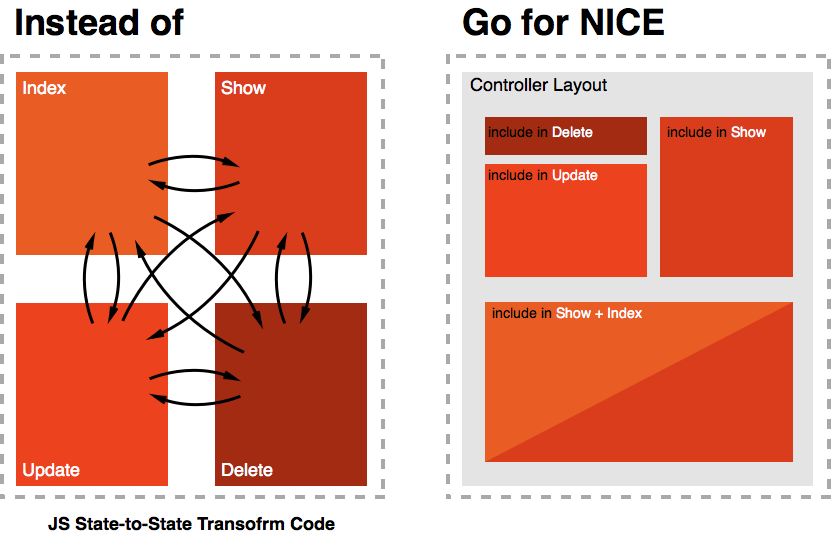 Instead of
Index
Show
Update
Delete
JS State-to-State Transofrm Code
Go for NICE
Controller Layout
include in Delete
include in Show
include in Update
include in Show + Index